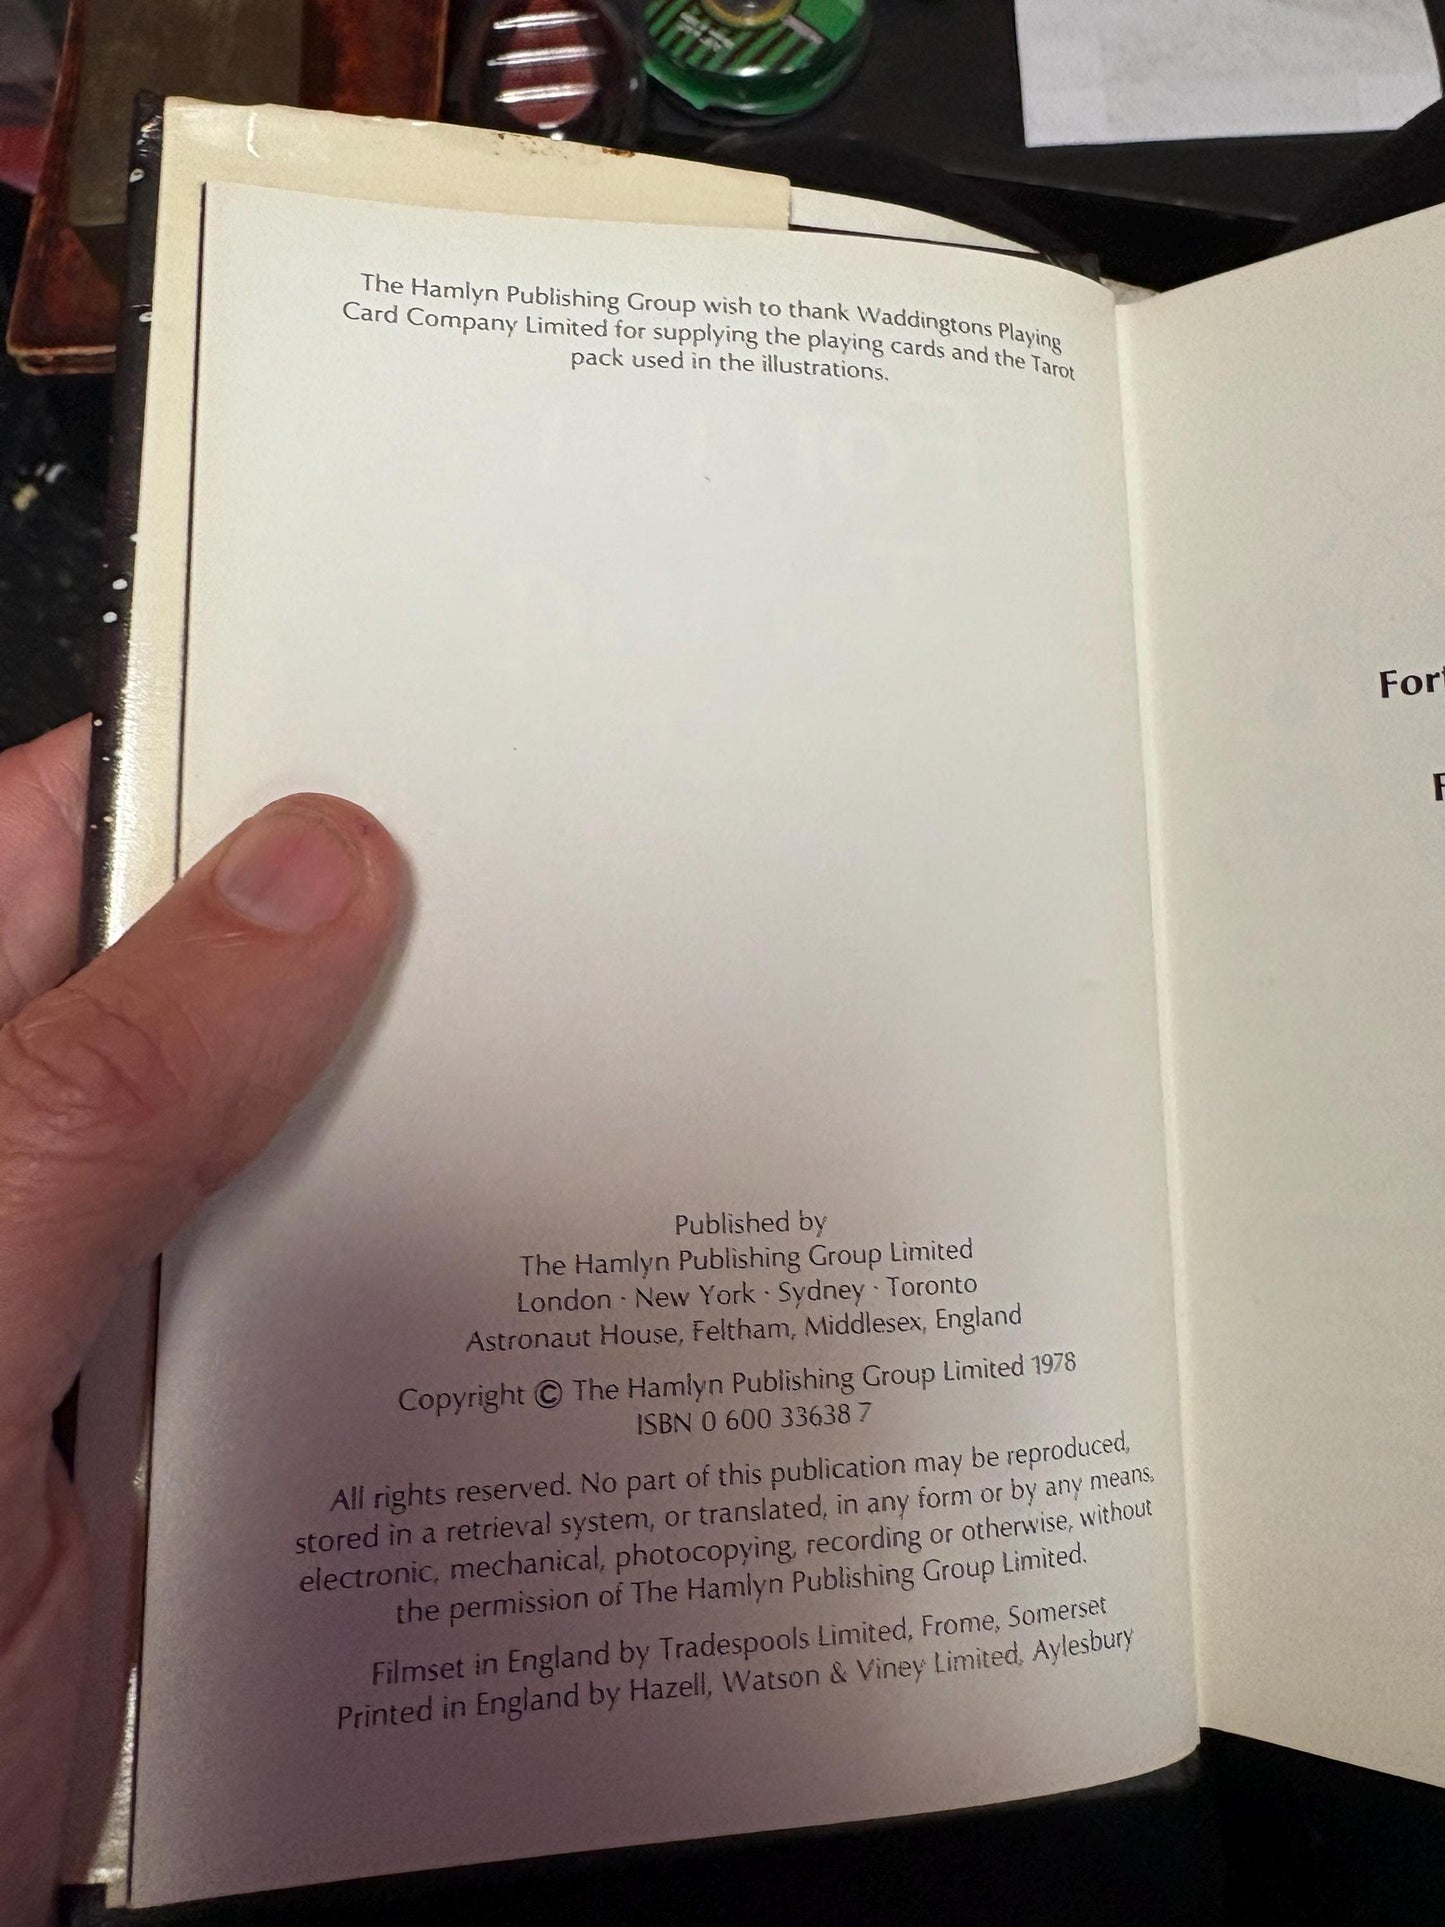 The Hamlyn Publishing Group wish to thank Waddingtons Playing
Card Company Limited for supplying the playing cards and the Tarot
pack used in the illustrations.
Published by
The Hamlyn Publishing Group Limited
London · New York · Sydney · Toronto
Astronaut House, Feltham, Middlesex, England
Copyright © The Hamlyn Publishing Group Limited 1978
ISBN 0 600 33638 7
All rights reserved. No part of this publication may be reproduced,
stored in a retrieval system, or translated, in any form or by any means,
electronic, mechanical, photocopying, recording or otherwise, without
the permission of The Hamlyn Publishing Group Limited.
Filmset in England by Tradespools Limited, Frome, Somerset
Printed in England by Hazell, Watson & Viney Limited, Aylesbury